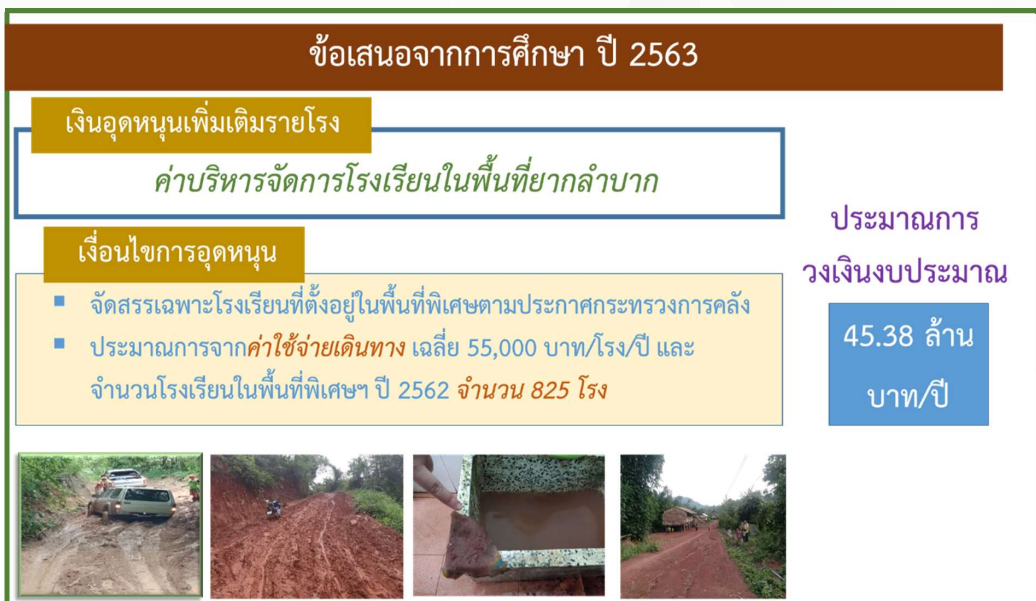 ข้อเสนอจากการศึกษา ปี 2563
เงินอุดหนุนเพิ่มเติมรายโรง
ค่าบริหารจัดการโรงเรียนในพื้นที่ยากลำบาก
เงื่อนไขการอุดหนุน
▪ จัดสรรเฉพาะโรงเรียนที่ตั้งอยู่ในพื้นที่พิเศษตามประกาศกระทรวงการคลัง
▪ ประมาณการจากค่าใช้จ่ายเดินทาง เฉลี่ย 55,000 บาท/โรง/ปี และ
จำนวนโรงเรียนในพื้นที่พิเศษฯ ปี 2562 จำนวน 825 โรง
ประมาณการ
วงเงินงบประมาณ
45.38 ล้าน
บาท/ปี